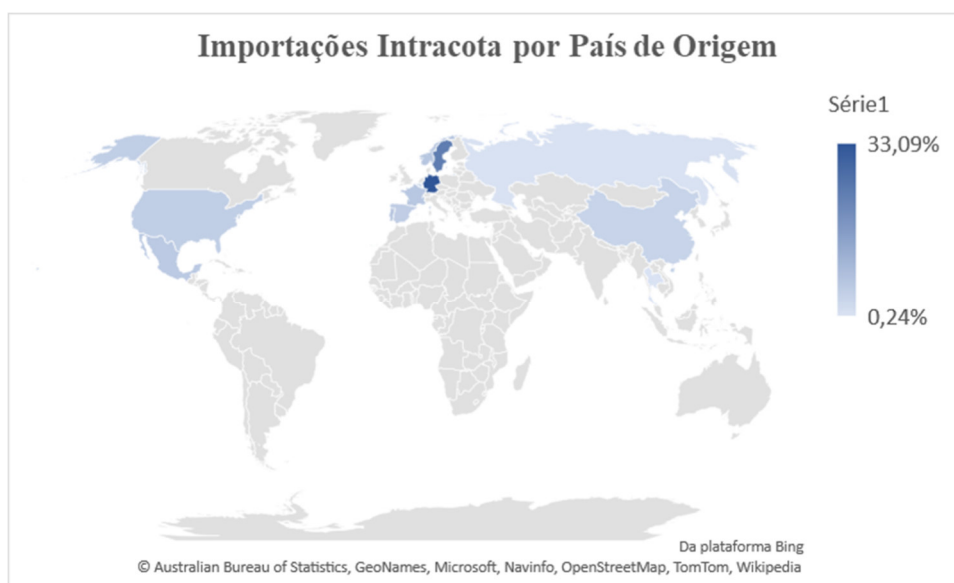 Importações Intracota por País de Origem
Série1
33,09%
0,24%
Da plataforma Bing
© Australian Bureau of Statistics, GeoNames, Microsoft, Navinfo, OpenStreetMap, TomTom, Wikipedia